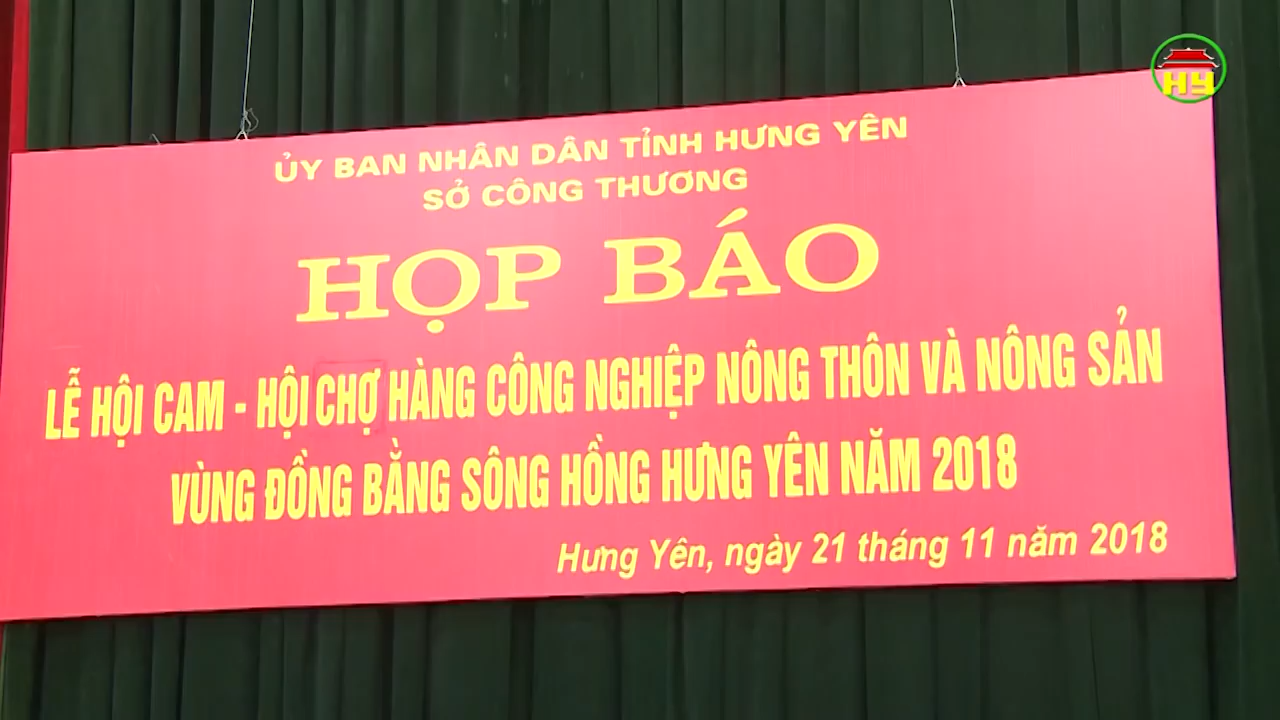 HY
ỦY BAN NHÂN DÂN TỈNH HƯNG YÊN
SỞ CÔNG THƯƠNG
HỌP BÁO
LỄ HỘI CAM - HỘI CHỢ HÀNG CÔNG NGHIỆP NÔNG THÔN VÀ NÔNG SẢN
VÙNG ĐỒNG BẰNG SÔNG HỒNG HƯNG YÊN NĂM 2018
Hưng Yên, ngày 21 tháng 11 năm 2018